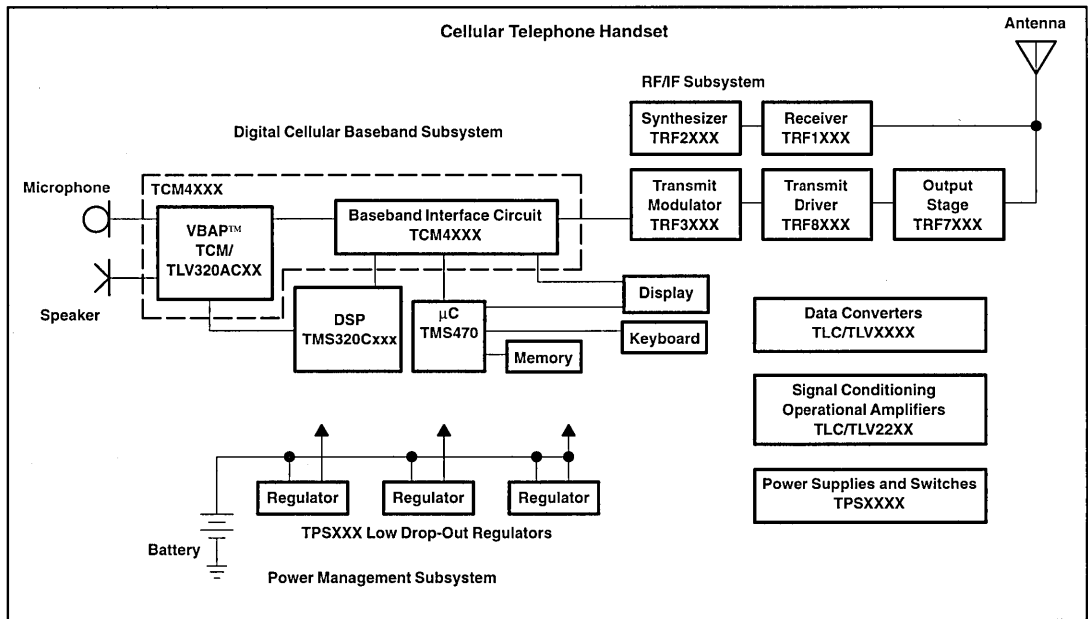 Cellular Telephone Handset
Antenna
RF/IF Subsystem
Synthesizer
TRF2XXX
Receiver
TRF1XXX
Digital Cellular Baseband Subsystem
Microphone
TCM4XXX
VBAP™
TCM/
TLV320ACXX
Baseband Interface Circuit
TCM4XXX
Transmit
Modulator
TRF3XXX
Transmit
Driver
TRF8XXX
Output
Stage
TRF7XXX
Speaker
DSP
TMS320Cxxx
µC
TMS470
Display
Keyboard
Memory
Data Converters
TLC/TLVXXXX
Signal Conditioning
Operational Amplifiers
TLC/TLV22XX
Power Supplies and Switches
TPSXXXX
Regulator
Regulator
Regulator
TPSXXX Low Drop-Out Regulators
Battery
Power Management Subsystem